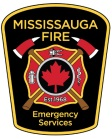 MISSISSAUGA
FIRE
Est 1968
Emergency
Services